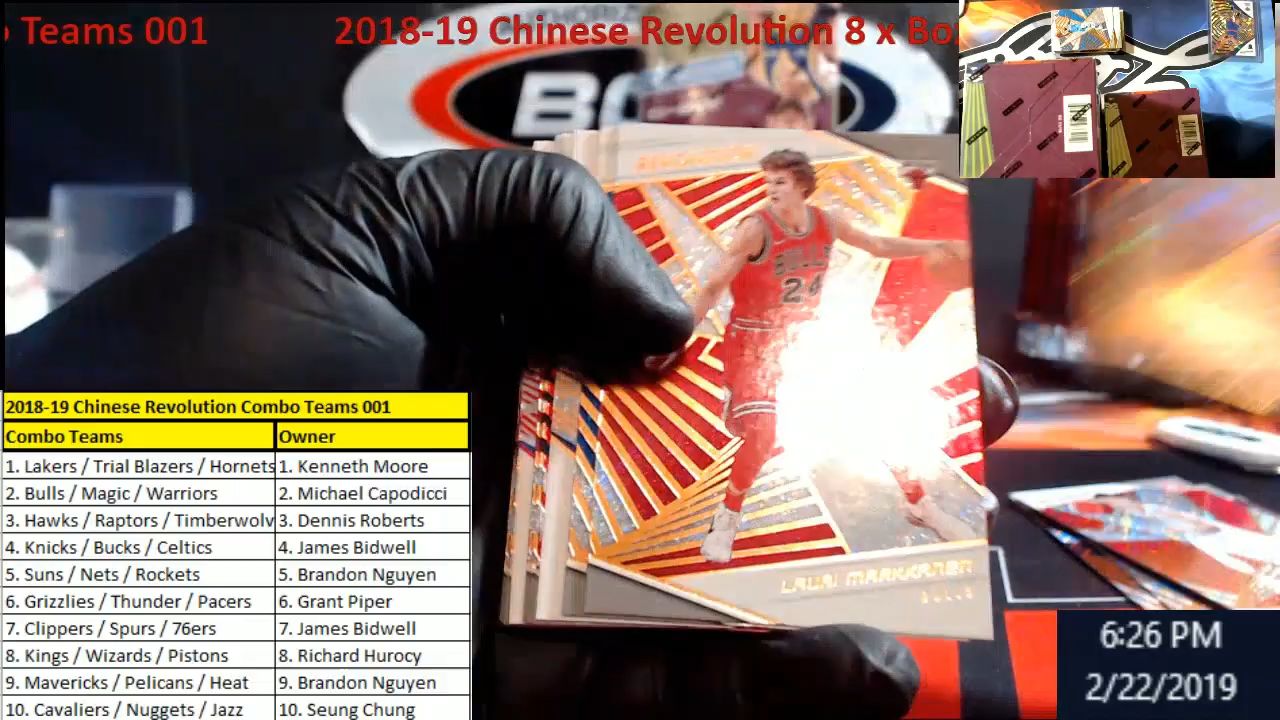 o Teams 001 2018-19 Chinese Revolution 8 x Bo
BO
REVOLUTION
BULLS
24
LAURI MARKKANEN
BULLS
2018-19 Chinese Revolution Combo Teams 001
Combo Teams Owner
1. Lakers / Trial Blazers / Hornets 1. Kenneth Moore
2. Bulls / Magic / Warriors 2. Michael Capodicci
3. Hawks / Raptors / Timberwolv 3. Dennis Roberts
4. Knicks / Bucks / Celtics 4. James Bidwell
5. Suns / Nets / Rockets 5. Brandon Nguyen
6. Grizzlies / Thunder / Pacers 6. Grant Piper
7. Clippers / Spurs / 76ers 7. James Bidwell
8. Kings / Wizards / Pistons 8. Richard Hurocy
9. Mavericks / Pelicans / Heat 9. Brandon Nguyen
10. Cavaliers / Nuggets / Jazz 10. Seung Chung
6:26 PM
2/22/2019